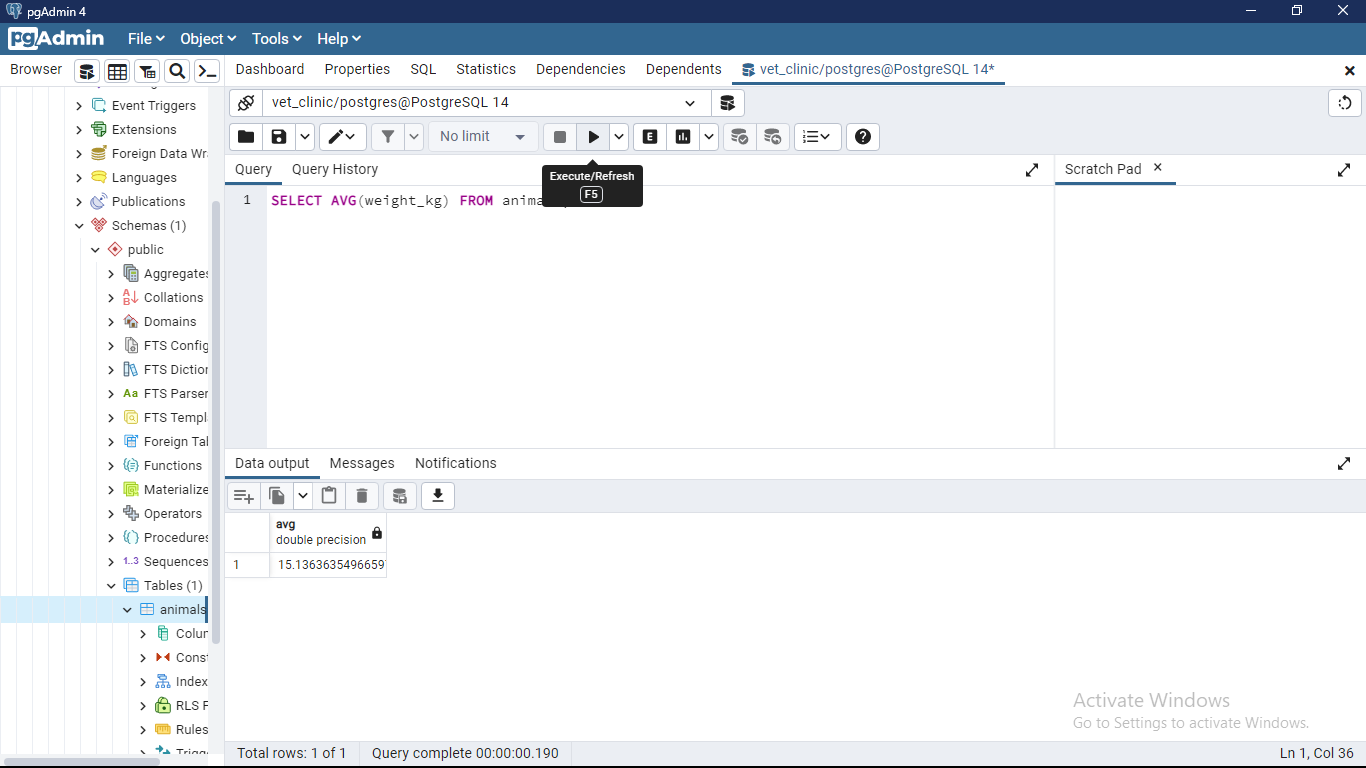 pgAdmin 4
pgAdmin File Object Tools Help
Browser Dashboard Properties SQL Statistics Dependencies Dependents vet_clinic/postgres@PostgreSQL 14*
vet_clinic/postgres@PostgreSQL 14
No limit
Execute/Refresh
F5
Query Query History Scratch Pad
1 SELECT AVG(weight_kg) FROM anima
Event Triggers
Extensions
Foreign Data Wr
Languages
Publications
Schemas (1)
public
Aggregates
Collations
Domains
FTS Config
FTS Diction
FTS Parser
FTS Templ
Foreign Tal
Functions
Materialize
Operators
Procedures
1..3 Sequences
Tables (1)
animals
Colur
Const
Index
RLS P
Rules
Trigg
Aa
Data output Messages Notifications
avg
double precision
1 15.1363635496659
Activate Windows
Go to Settings to activate Windows.
Total rows: 1 of 1 Query complete 00:00:00.190 Ln 1, Col 36